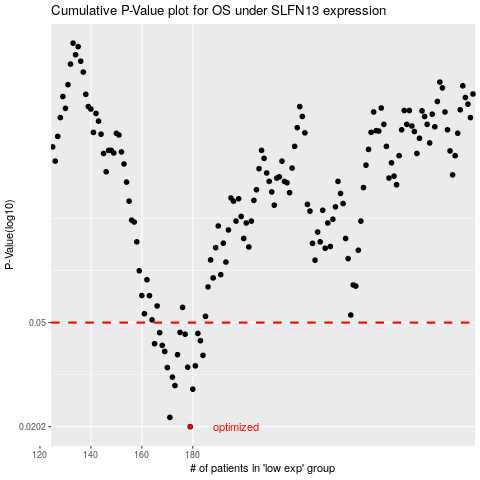 Cumulative P-Value plot for OS under SLFN13 expression
P-Value(log10)
0.05
0.0202
optimized
120 140 160 180
# of patients in 'low exp' group